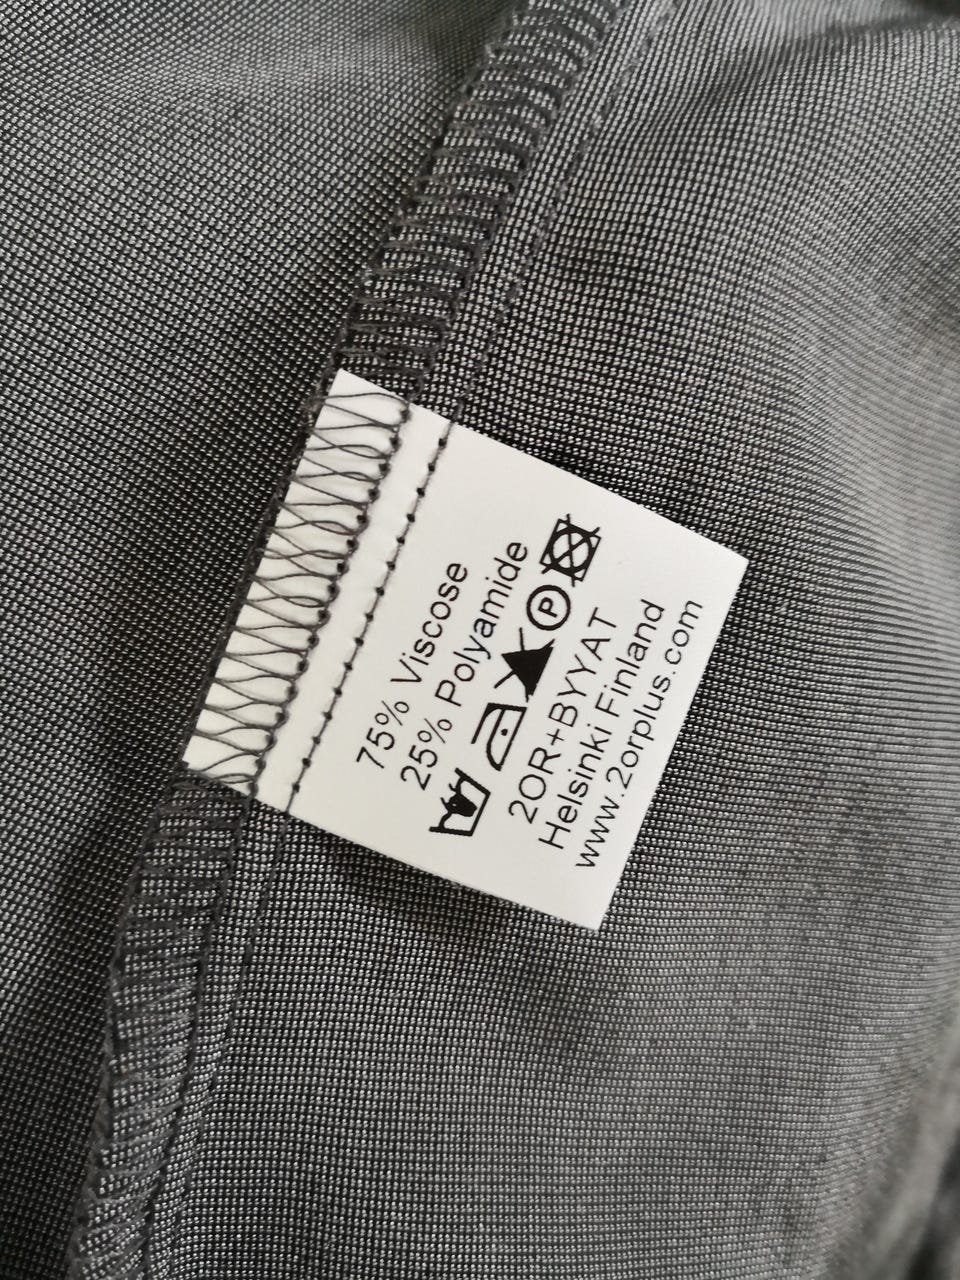 75% Viscose
25% Polyamide
P
2OR+BYYAT
Helsinki Finland
www.2orplus.com